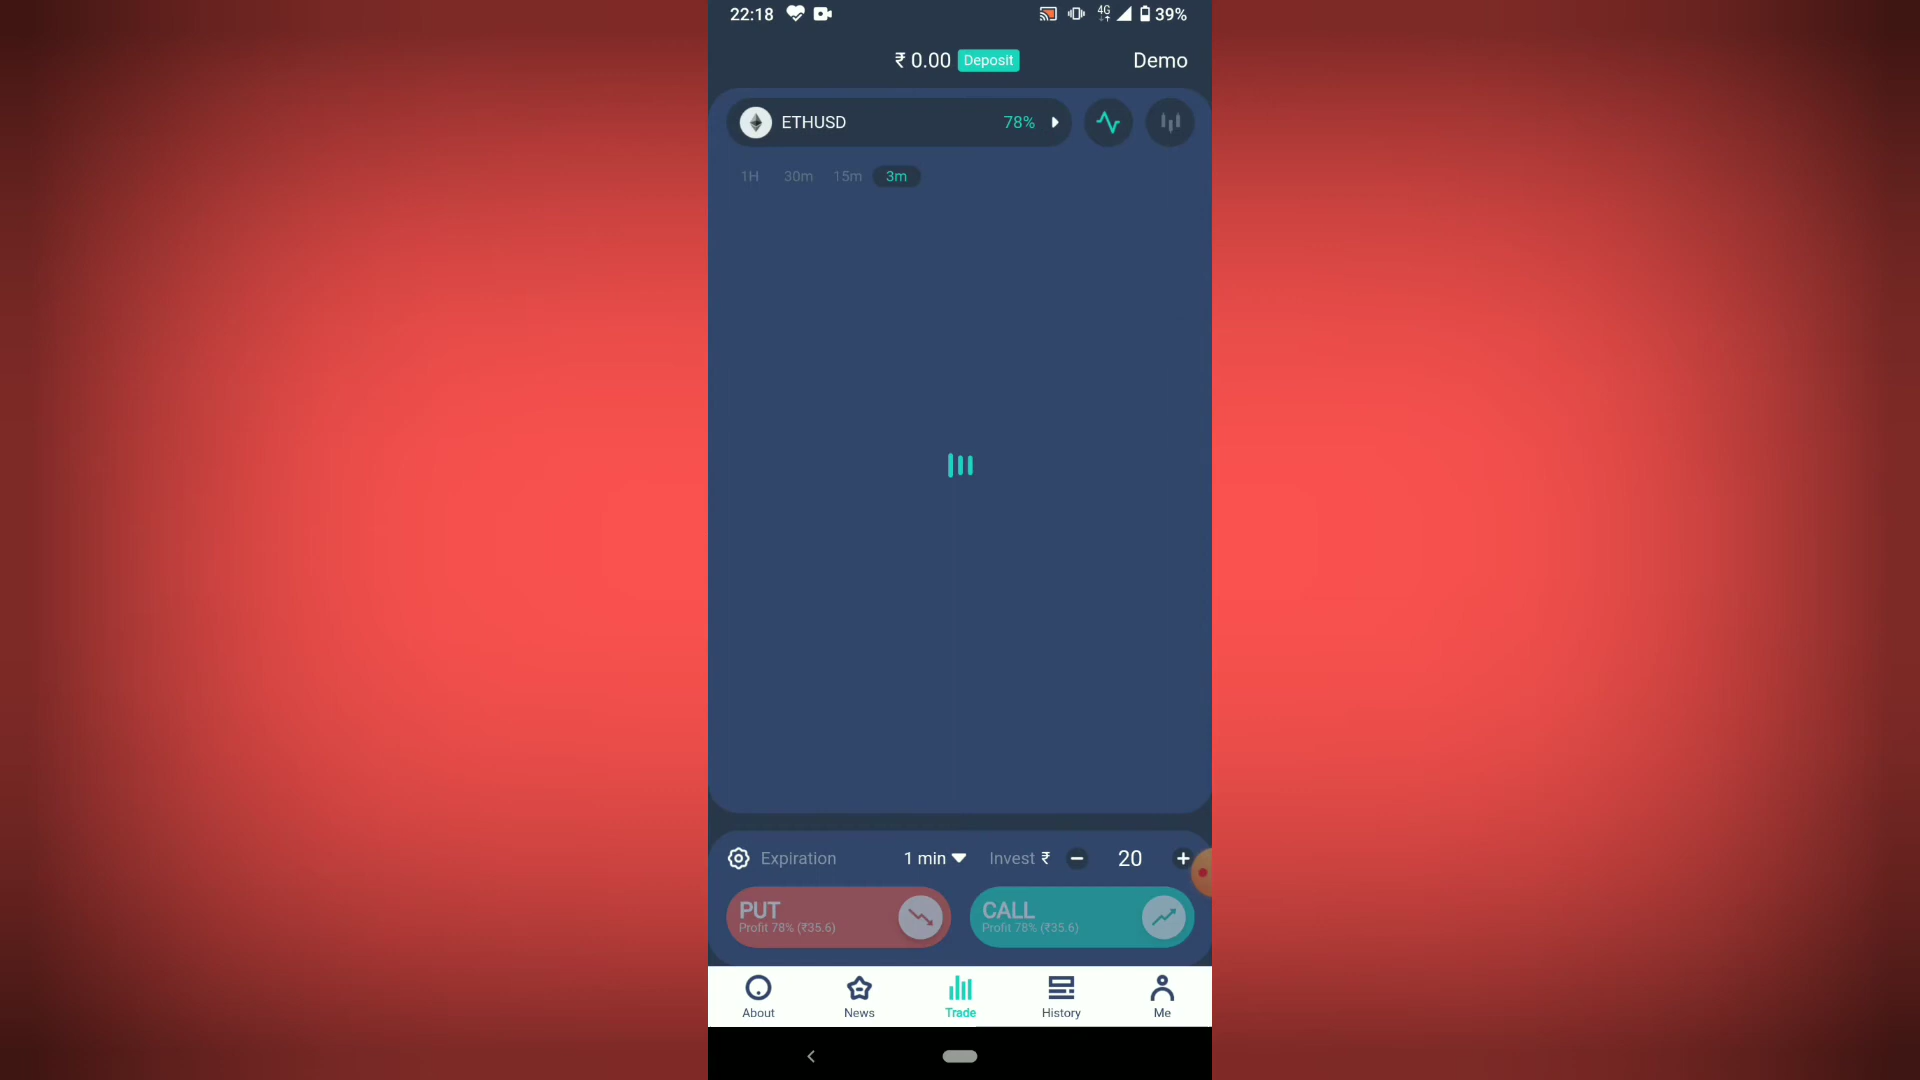 22:18 4G 39%
₹ 0.00 Deposit Demo
ETHUSD 78%
1H 30m 15m 3m
Expiration 1 min Invest ₹ 20
PUT CALL
Profit 78% (₹35.6) Profit 78% (₹35.6)
About News Trade History Me